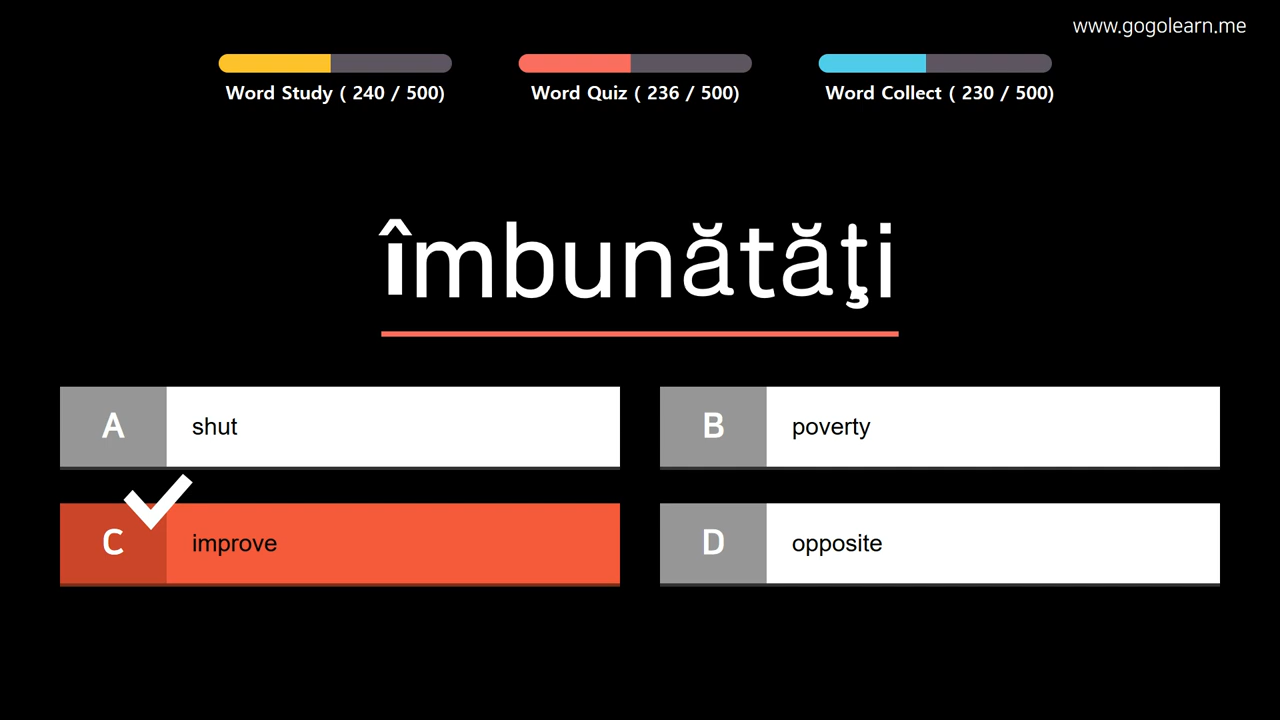 www.gogolearn.me
Word Study ( 240 / 500)
Word Quiz ( 236 / 500)
Word Collect ( 230 / 500)
îmbunătăţi
A shut
B poverty
C improve
D opposite